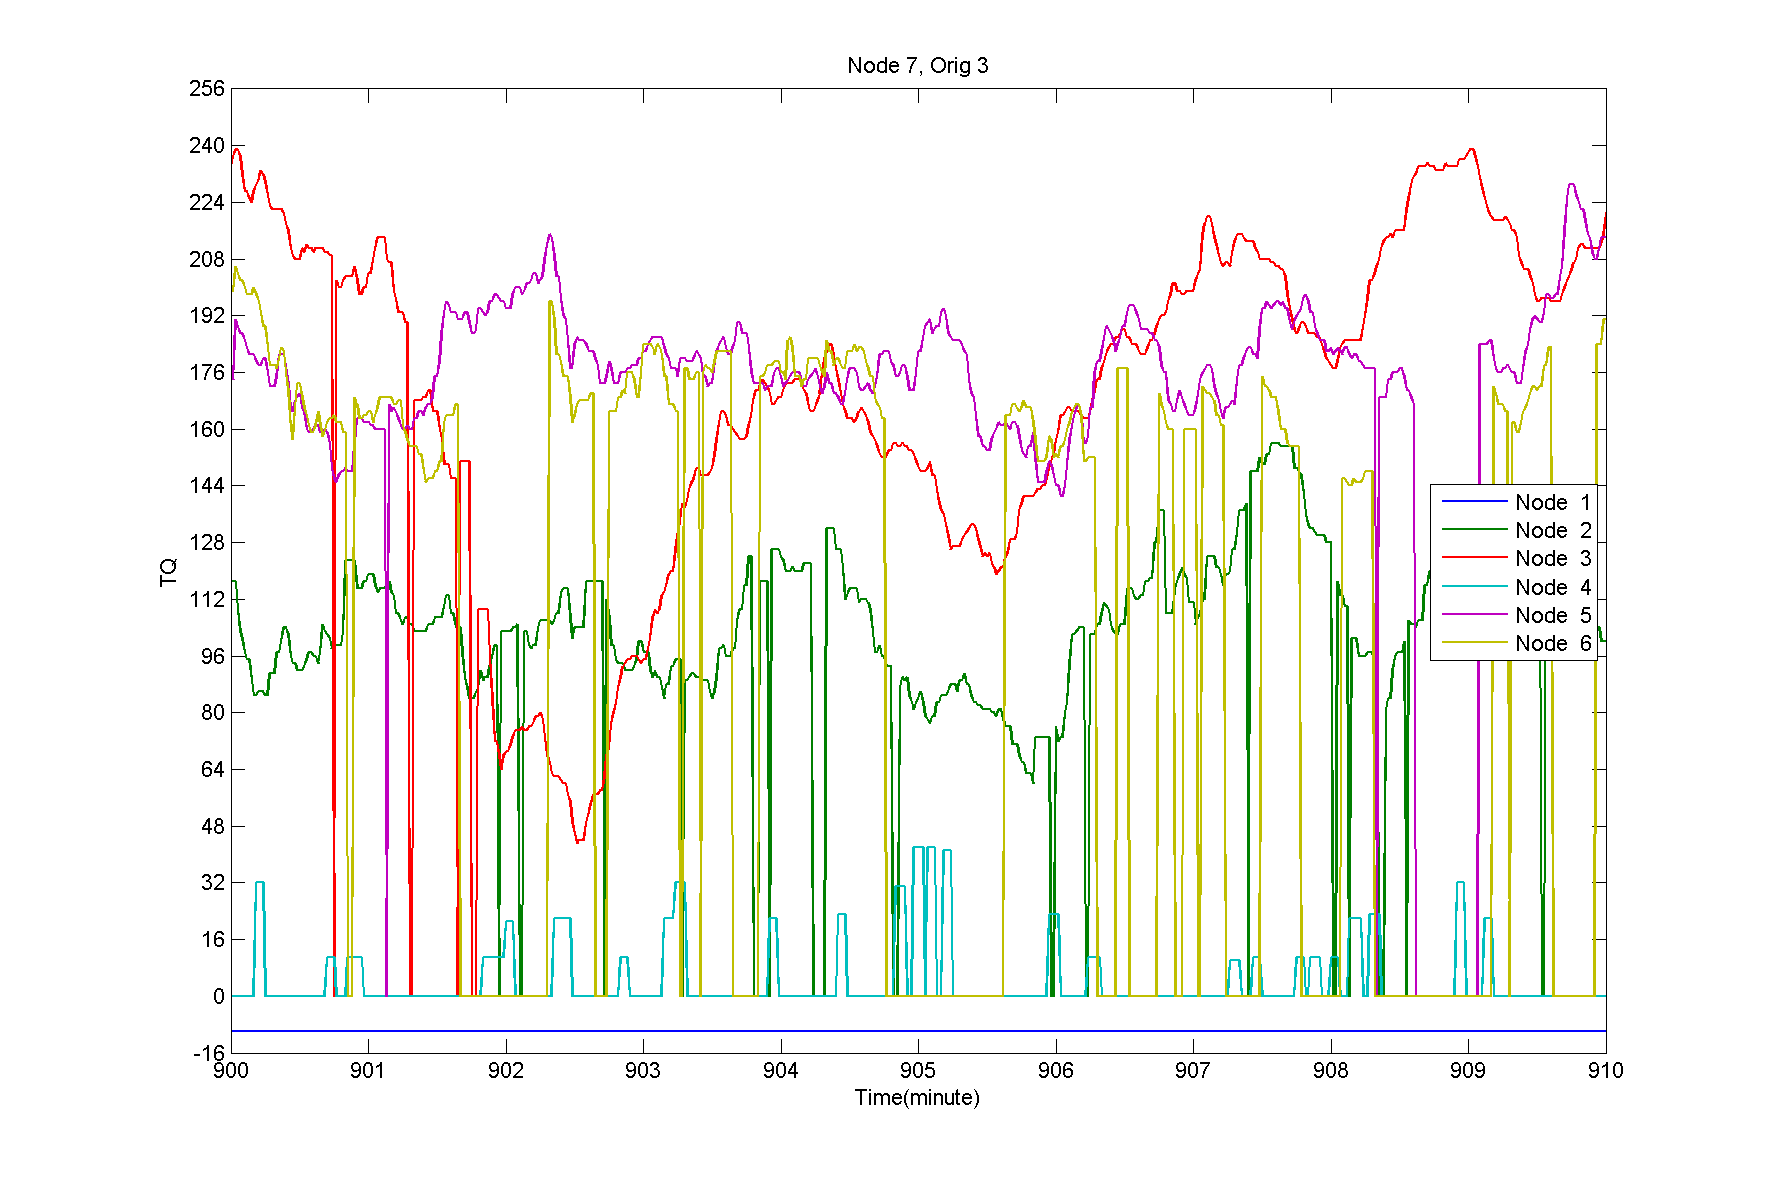 Node 7, Orig 3
256
240
224
208
192
176
160
144
128
112
96
80
64
48
32
16
0
-16
TQ
Node 1
Node 2
Node 3
Node 4
Node 5
Node 6
900 901 902 903 904 905 906 907 908 909 910
Time(minute)